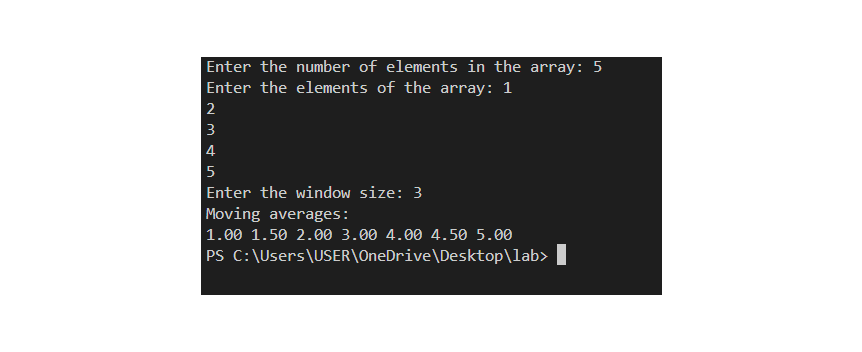 Enter the number of elements in the array: 5
Enter the elements of the array: 1
2
3
4
5
Enter the window size: 3
Moving averages:
1.00 1.50 2.00 3.00 4.00 4.50 5.00
PS C:\Users\USER\OneDrive\Desktop\lab>